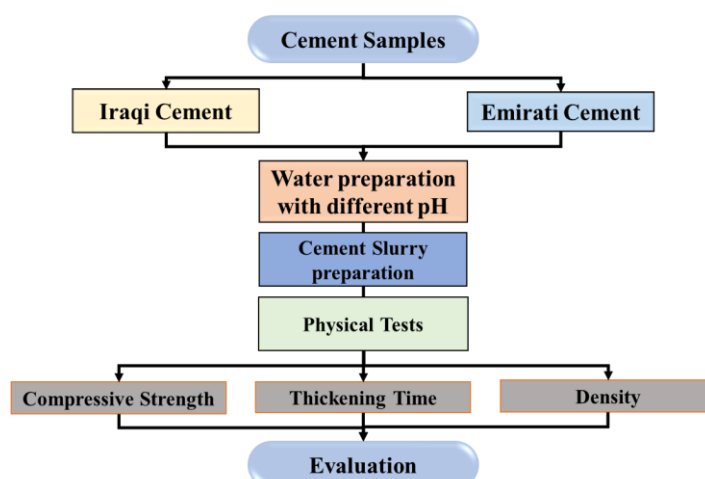 Cement Samples
Iraqi Cement
Emirati Cement
Water preparation
with different pH
Cement Slurry
preparation
Physical Tests
Compressive Strength
Thickening Time
Density
Evaluation